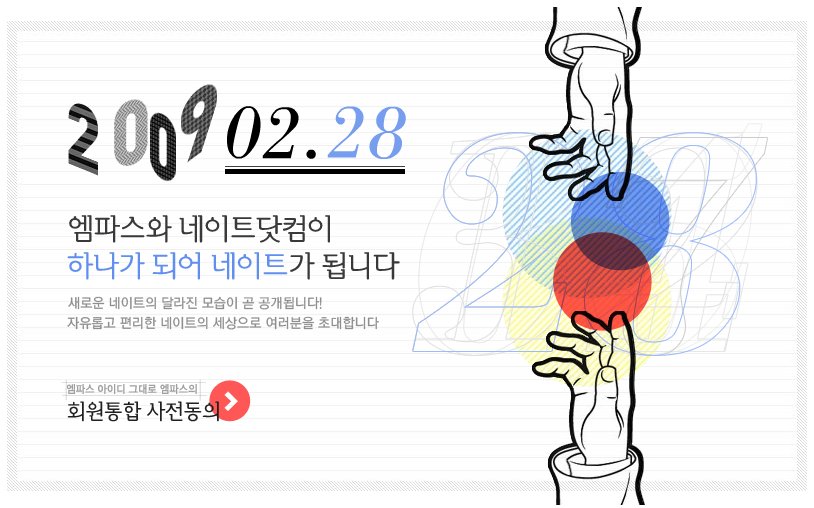 2009 02.28
엠파스와 네이트닷컴이
하나가 되어 네이트가 됩니다
새로운 네이트의 달라진 모습이 곧 공개됩니다!
자유롭고 편리한 네이트의 세상으로 여러분을 초대합니다
엠파스 아이디 그대로 엠파스의
회원통합 사전동의